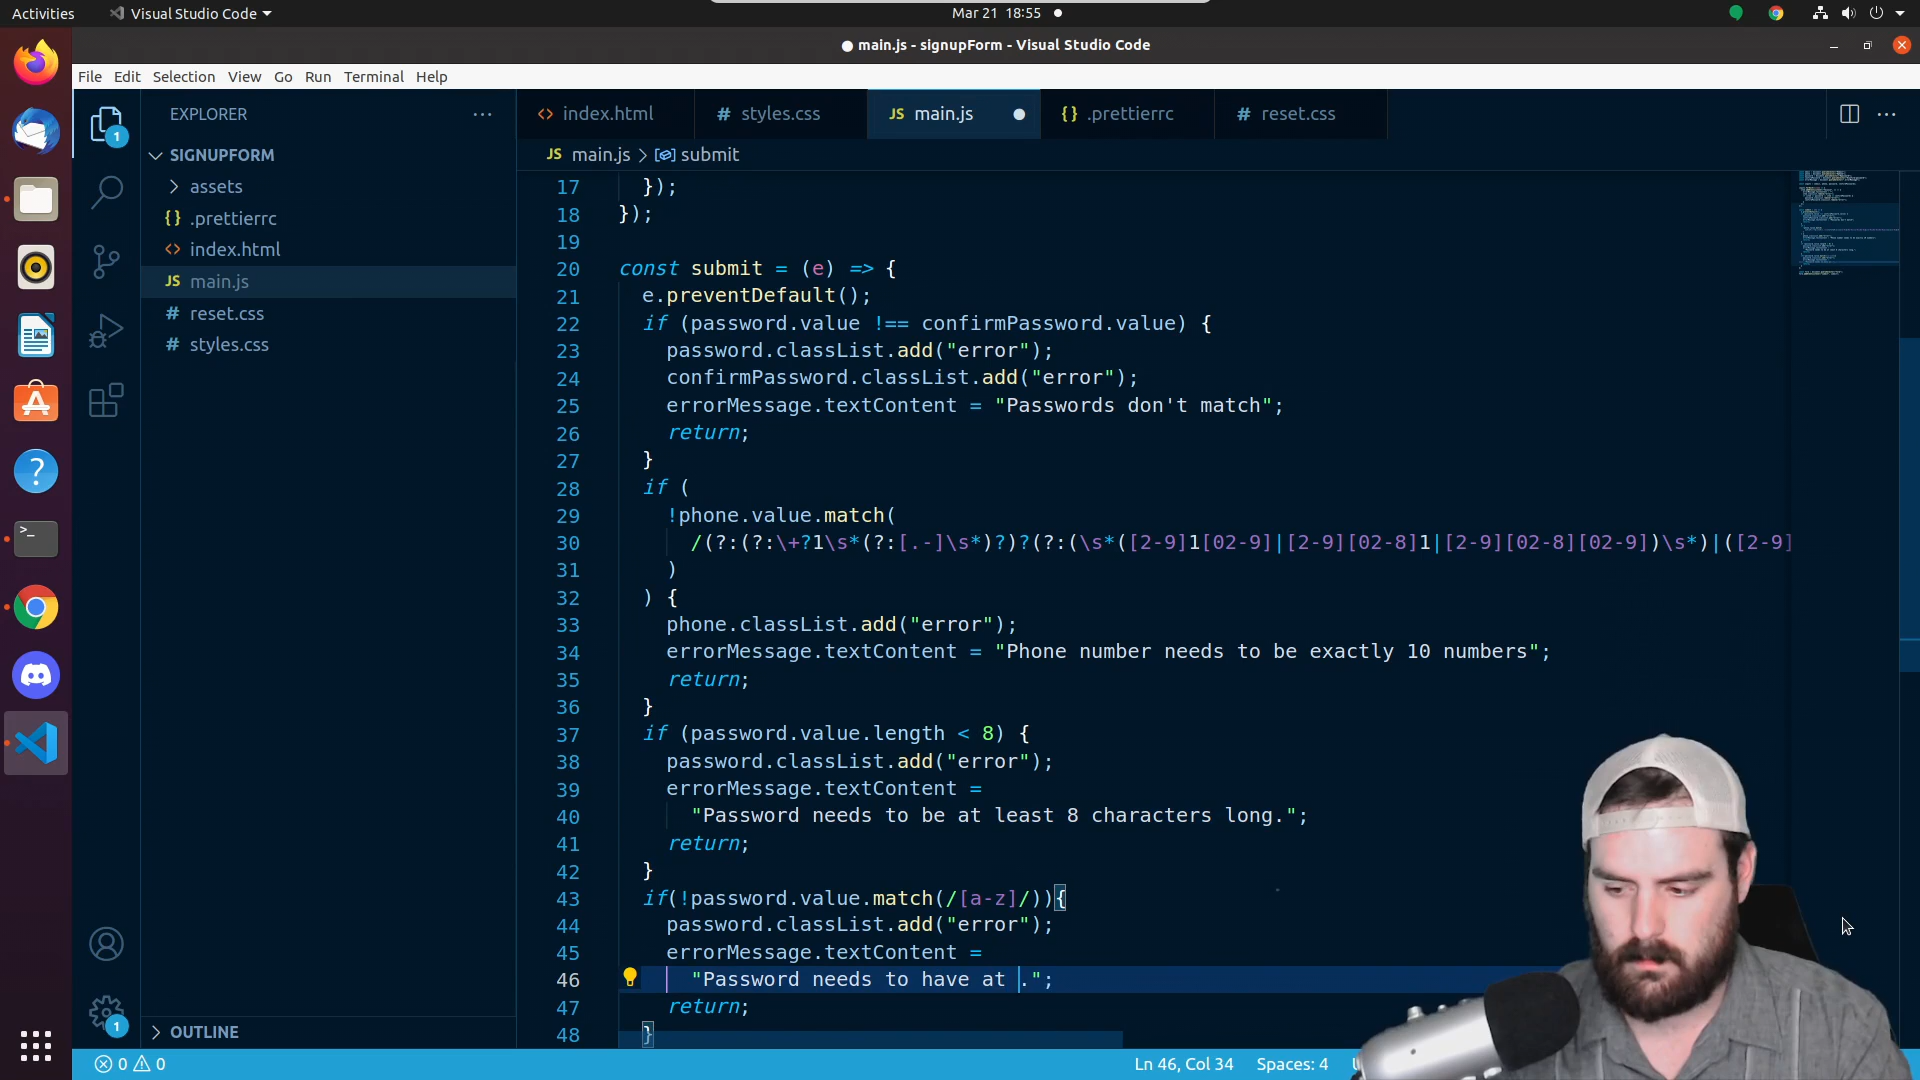 Activities
Visual Studio Code
Mar 21 18:55
main.js - signupForm - Visual Studio Code
File Edit Selection View Go Run Terminal Help
EXPLORER
SIGNUPFORM
assets
{} .prettierrc
<> index.html
JS main.js
# reset.css
# styles.css
OUTLINE
1
1
<> index.html
# styles.css
JS main.js
{} .prettierrc
# reset.css
JS main.js > submit
17 });
18 });
19
20 const submit = (e) => {
21 e.preventDefault();
22 if (password.value !== confirmPassword.value) {
23 password.classList.add("error");
24 confirmPassword.classList.add("error");
25 errorMessage.textContent = "Passwords don't match";
26 return;
27 }
28 if (
29 !phone.value.match(
30 /(?:(?:\+?1\s*(?:[.-]\s*)?)?(?:(\s*([2-9]1[02-9]|[2-9][02-8]1|[2-9][02-8][02-9])\s*)|([2-9]
31 )
32 ) {
33 phone.classList.add("error");
34 errorMessage.textContent = "Phone number needs to be exactly 10 numbers";
35 return;
36 }
37 if (password.value.length < 8) {
38 password.classList.add("error");
39 errorMessage.textContent =
40 "Password needs to be at least 8 characters long.";
41 return;
42 }
43 if(!password.value.match(/[a-z]/)){
44 password.classList.add("error");
45 errorMessage.textContent =
46 "Password needs to have at .";
47 return;
48 }
0 0
Ln 46, Col 34 Spaces: 4